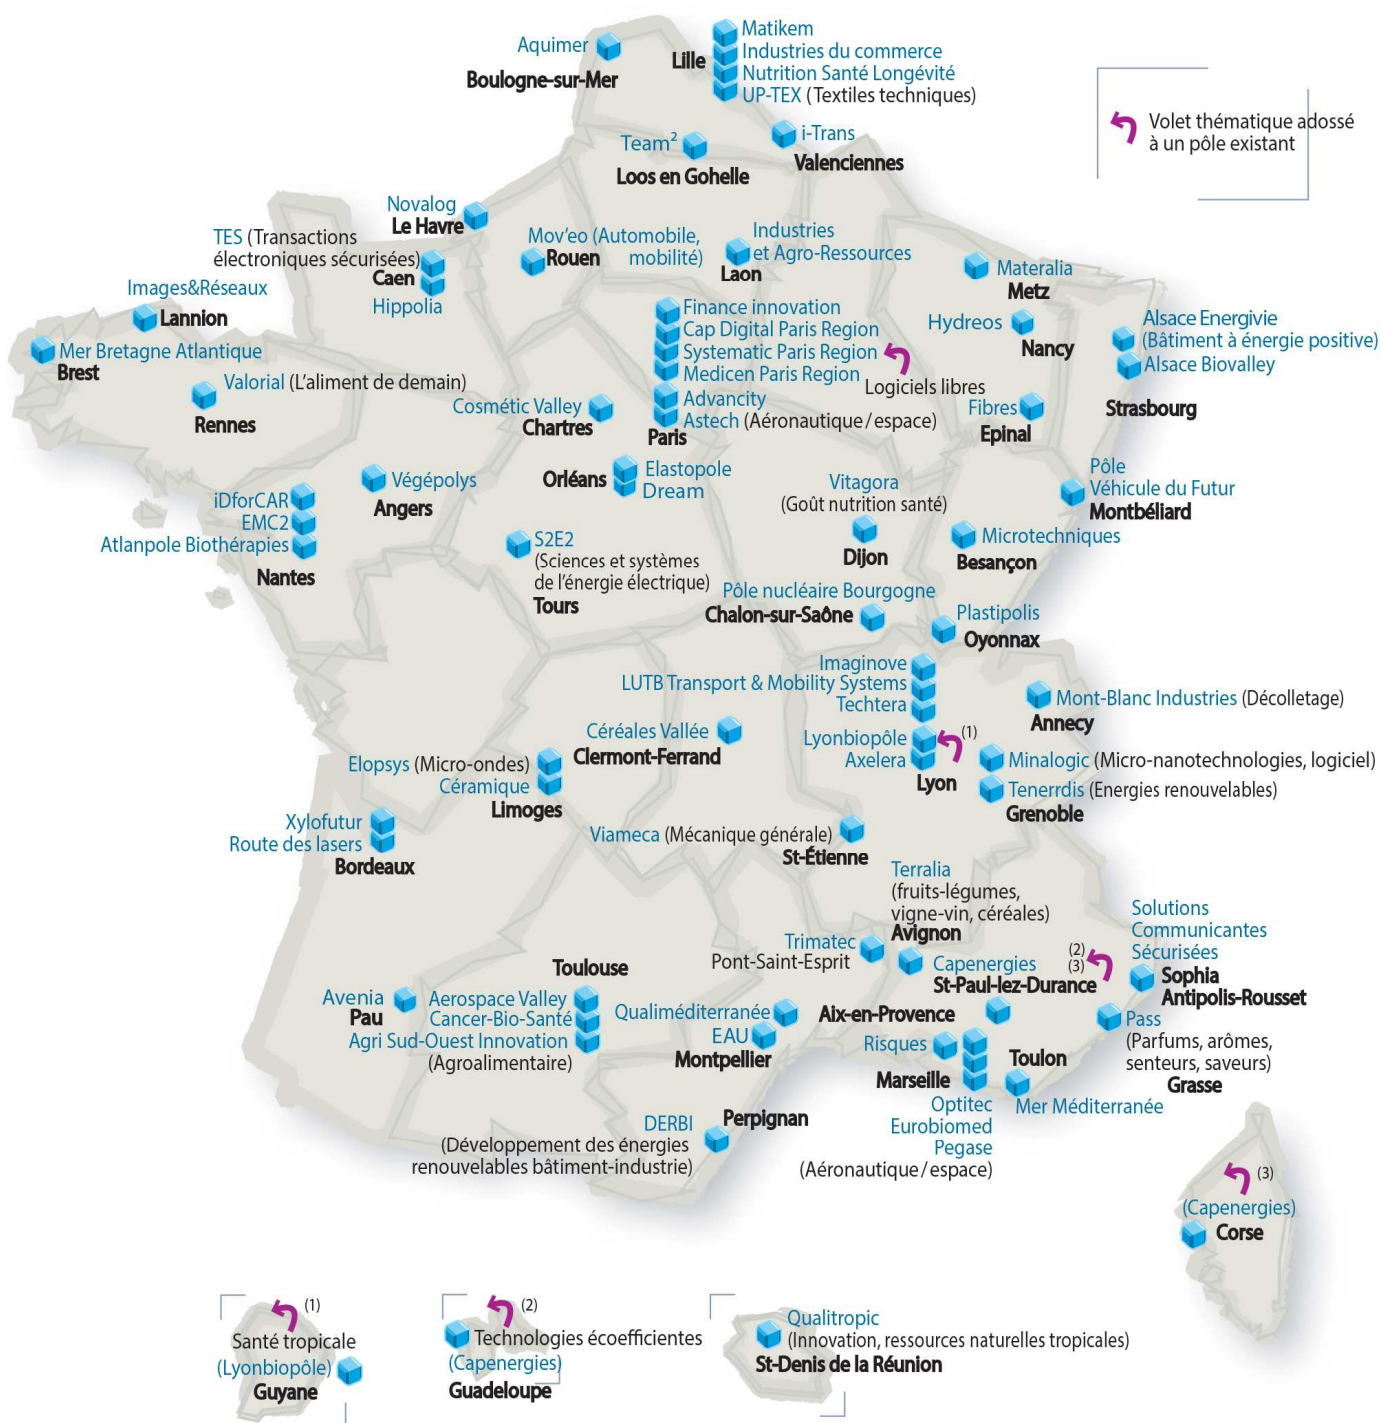 Matikem
Industries du commerce
Nutrition Santé Longévité
UP-TEX (Textiles techniques)
Lille
Aquimer
Boulogne-sur-Mer
Volet thématique adossé
à un pôle existant
i-Trans
Valenciennes
Team²
Loos en Gohelle
Novalog
Le Havre
TES (Transactions
électroniques sécurisées)
Caen
Hippolia
Mov'eo (Automobile,
mobilité)
Rouen
Industries
et Agro-Ressources
Laon
Materalia
Metz
Images&Réseaux
Lannion
Mer Bretagne Atlantique
Brest
Valorial (L'aliment de demain)
Rennes
Finance innovation
Cap Digital Paris Region
Systematic Paris Region
Medicen Paris Region
Logiciels libres
Advancity
Astech (Aéronautique/espace)
Paris
Hydreos
Nancy
Alsace Energivie
(Bâtiment à énergie positive)
Alsace Biovalley
Strasbourg
Cosmétic Valley
Chartres
Fibres
Epinal
Orléans
Elastopole
Dream
Végépolys
Angers
iDforCAR
EMC2
Atlanpole Biothérapies
Nantes
S2E2
(Sciences et systèmes
de l'énergie électrique)
Tours
Vitagora
(Goût nutrition santé)
Dijon
Pôle
Véhicule du Futur
Montbéliard
Microtechniques
Besançon
Pôle nucléaire Bourgogne
Chalon-sur-Saône
Plastipolis
Oyonnax
Imaginove
LUTB Transport & Mobility Systems
Techtera
Lyonbiopôle
(1)
Axelera
Lyon
Mont-Blanc Industries (Décolletage)
Annecy
Minalogic (Micro-nanotechnologies, logiciel)
Tenerrdis (Energies renouvelables)
Grenoble
Céréales Vallée
Clermont-Ferrand
Elopsys (Micro-ondes)
Céramique
Limoges
Xylofutur
Route des lasers
Bordeaux
Viameca (Mécanique générale)
St-Étienne
Terralia
(fruits-légumes,
vigne-vin, céréales)
Avignon
Trimatec
Pont-Saint-Esprit
Capenergies
(2)
(3)
St-Paul-lez-Durance
Solutions
Communicantes
Sécurisées
Sophia
Antipolis-Rousset
Toulouse
Aerospace Valley
Cancer-Bio-Santé
Agri Sud-Ouest Innovation
(Agroalimentaire)
Avenia
Pau
Qualiméditerranée
EAU
Montpellier
Aix-en-Provence
Risques
Marseille
Optitec
Eurobiomed
Pegase
(Aéronautique/espace)
Toulon
Mer Méditerranée
Pass
(Parfums, arômes,
senteurs, saveurs)
Grasse
DERBI
(Développement des énergies
renouvelables bâtiment-industrie)
Perpignan
(3)
(Capenergies)
Corse
(1)
Santé tropicale
(Lyonbiopôle)
Guyane
(2)
Technologies écoefficientes
(Capenergies)
Guadeloupe
Qualitropic
(Innovation, ressources naturelles tropicales)
St-Denis de la Réunion